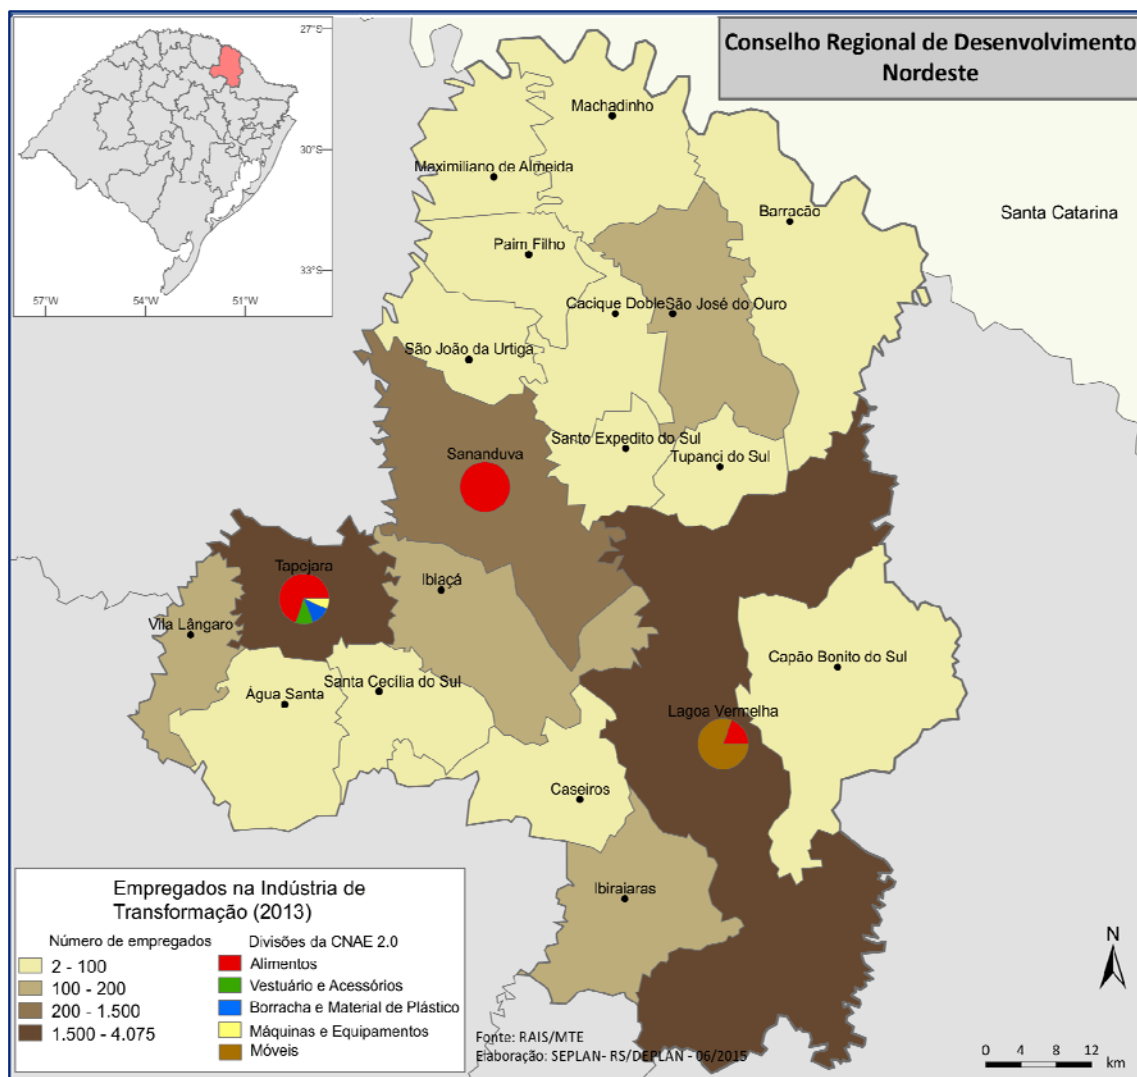 Conselho Regional de Desenvolvimento
Nordeste
27°S
30°S
33°S
57°W
54°W
51°W
Machadinho
Maximiliano de Almeida
Barracão
Santa Catarina
Paim Filho
Cacique Doble
São José do Ouro
São João da Urtiga
Santo Expedito do Sul
Sananduva
Tupanci do Sul
Tapejara
Ibiaçá
Vila Lângaro
Capão Bonito do Sul
Santa Cecília do Sul
Água Santa
Lagoa Vermelha
Caseiros
Ibiraiaras
Empregados na Indústria de
Transformação (2013)
Número de empregados
2 - 100
100 - 200
200 - 1.500
1.500 - 4.075
Divisões da CNAE 2.0
Alimentos
Vestuário e Acessórios
Borracha e Material de Plástico
Máquinas e Equipamentos
Móveis
Fonte: RAIS/MTE
Elaboração: SEPLAN- RS/DEPLAN - 06/2015
N
0 4 8 12
km